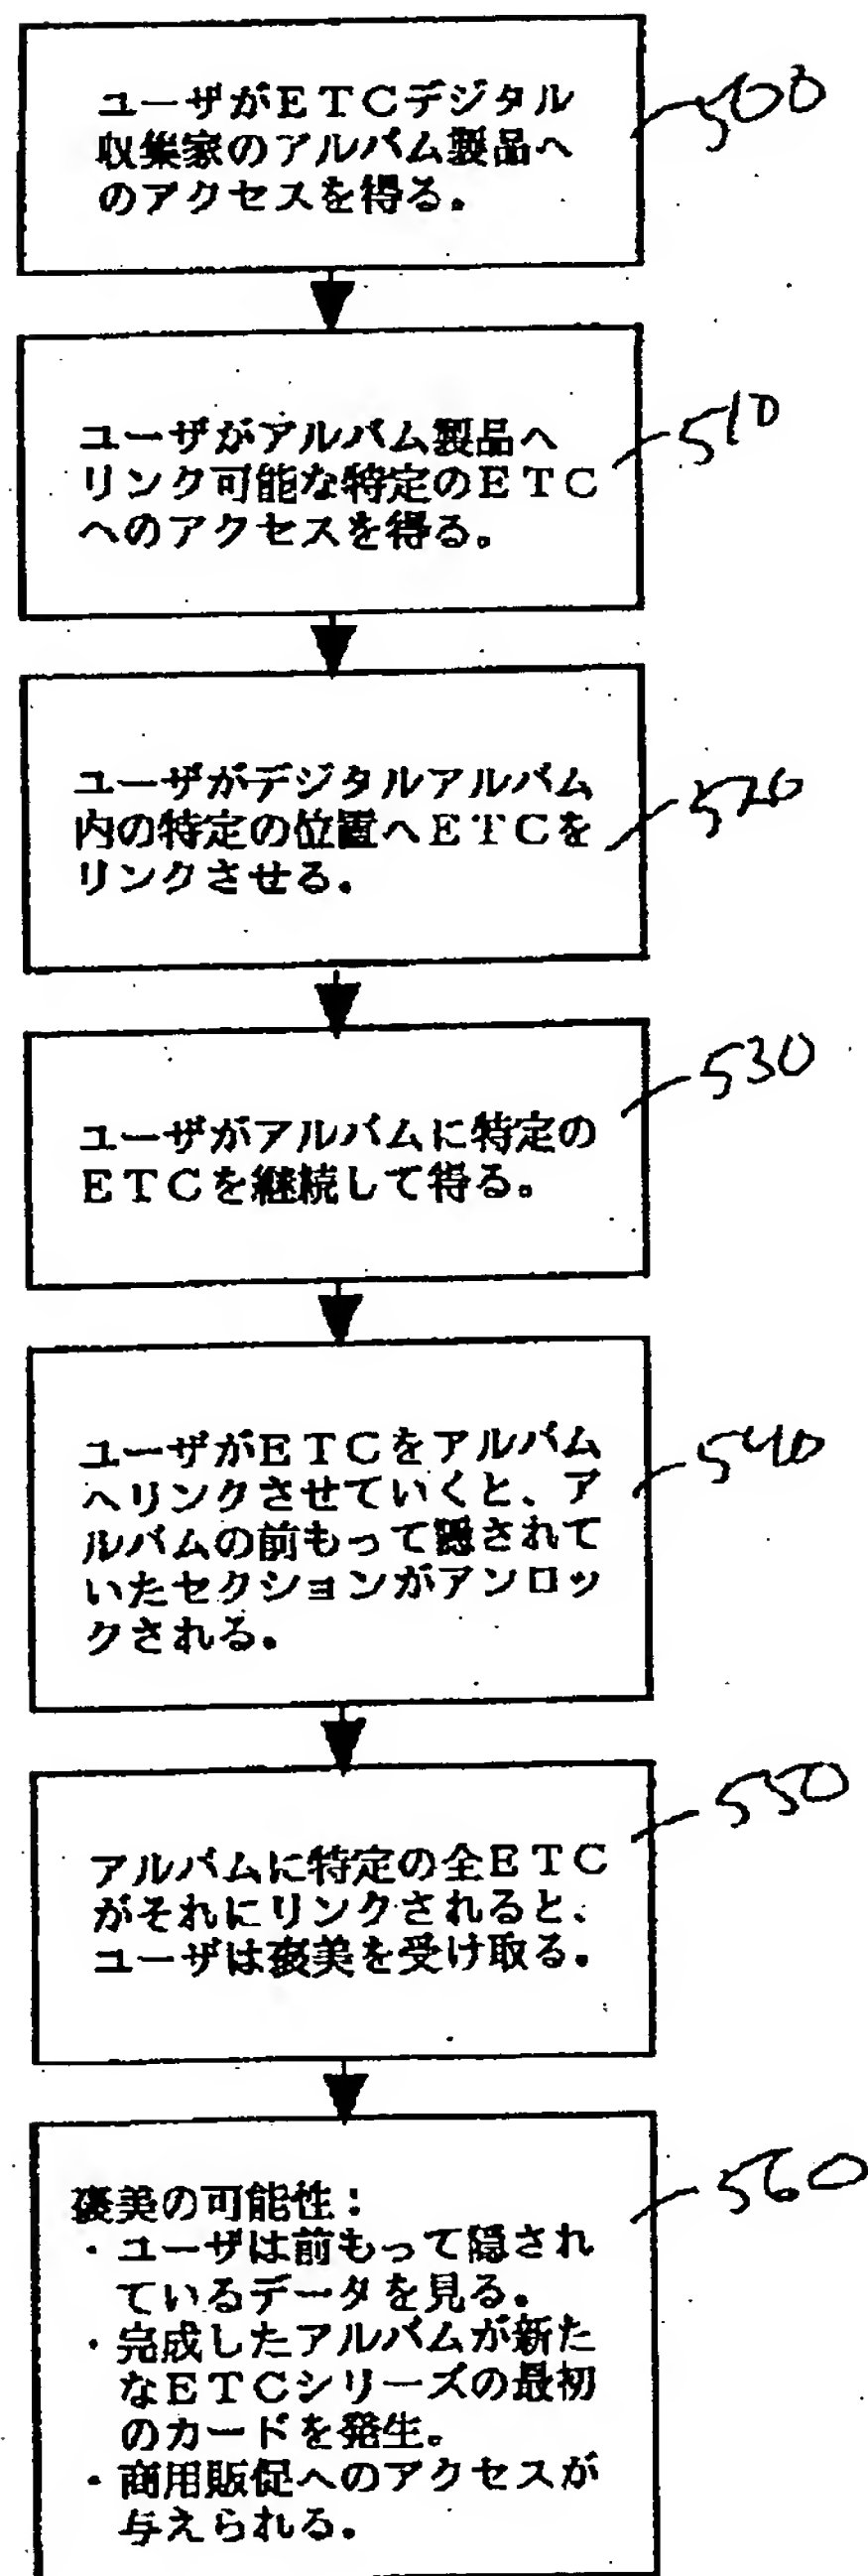 ユーザがＥＴＣデジタル
収集家のアルバム製品へ
のアクセスを得る。
500
ユーザがアルバム製品へ
リンク可能な特定のＥＴＣ
へのアクセスを得る。
510
ユーザがデジタルアルバム
内の特定の位置へＥＴＣを
リンクさせる。
520
ユーザがアルバムに特定の
ＥＴＣを継続して得る。
530
ユーザがＥＴＣをアルバム
へリンクさせていくと、ア
ルバムの前もって隠されて
いたセクションがアンロッ
クされる。
540
アルバムに特定の全ＥＴＣ
がそれにリンクされると、
ユーザは褒美を受け取る。
550
褒美の可能性：
・ユーザは前もって隠され
ているデータを見る。
・完成したアルバムが新た
なＥＴＣシリーズの最初
のカードを発生。
・商用販促へのアクセスが
与えられる。
560